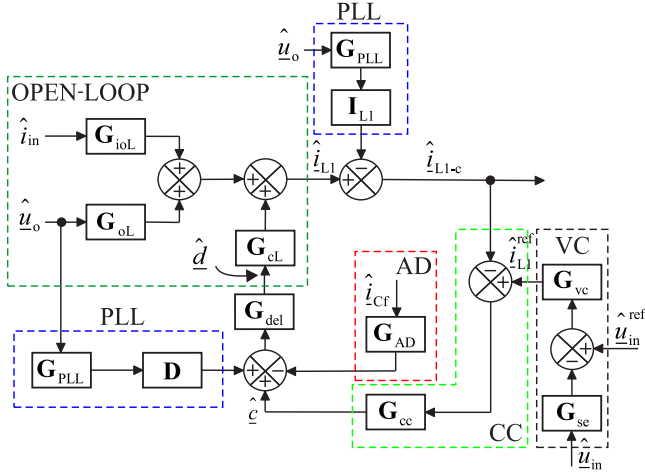 PLL
û_o
G_PLL
OPEN-LOOP
I_L1
î_in
G_ioL
î_L1
î_L1-c
+
+
+
+
+
−
û_o
G_oL
+
î_L1^ref
VC
G_cL
AD
−
+
G_vc
d̂
î_Cf
û_in^ref
G_del
G_AD
PLL
−
+
G_PLL
D
+
+
−
ĉ
G_cc
G_se
CC
û_in